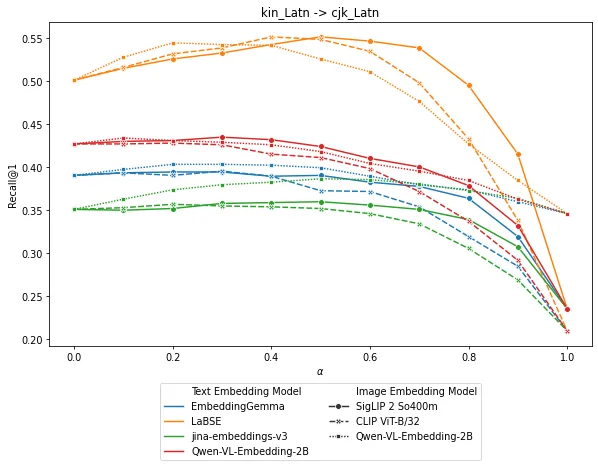 kin_Latn -> cjk_Latn
Recall@1
0.55
0.50
0.45
0.40
0.35
0.30
0.25
0.20
0.0 0.2 0.4 0.6 0.8 1.0
α
Text Embedding Model
EmbeddingGemma
LaBSE
jina-embeddings-v3
Qwen-VL-Embedding-2B
Image Embedding Model
SigLIP 2 So400m
CLIP ViT-B/32
Qwen-VL-Embedding-2B